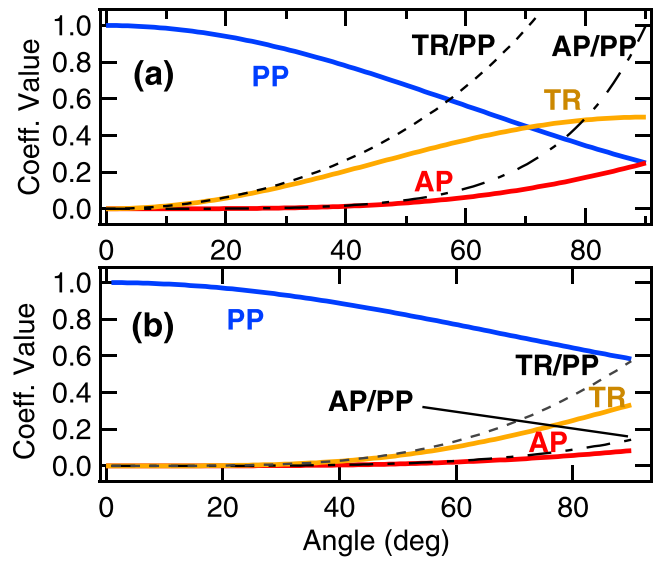 1.0
0.8
0.6
0.4
0.2
0.0
Coeff. Value
(a)
PP
TR/PP
AP/PP
TR
AP
0
20
40
60
80
1.0
0.8
0.6
0.4
0.2
0.0
Coeff. Value
(b)
PP
TR/PP
AP/PP
TR
AP
0
20
40
60
80
Angle (deg)